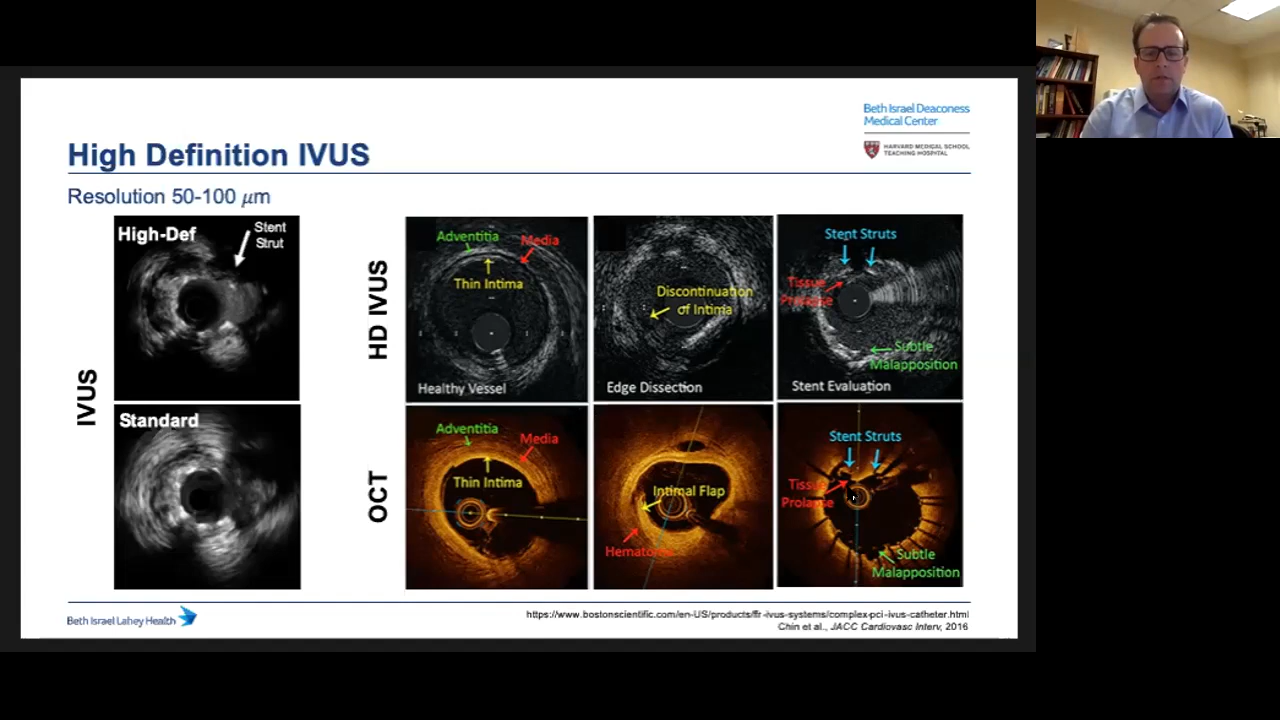 Beth Israel Deaconess
Medical Center
HARVARD MEDICAL SCHOOL
TEACHING HOSPITAL
High Definition IVUS
Resolution 50-100 μm
IVUS
High-Def
Stent
Strut
Standard
HD IVUS
Adventitia
Media
Thin Intima
Healthy Vessel
Discontinuation
of Intima
Edge Dissection
Stent Struts
Tissue
Prolapse
Subtle
Malapposition
Stent Evaluation
OCT
Adventitia
Media
Thin Intima
Intimal Flap
Hematoma
Stent Struts
Tissue
Prolapse
Subtle
Malapposition
Beth Israel Lahey Health
https://www.bostonscientific.com/en-US/products/ffr-ivus-systems/complex-pci-ivus-catheter.html
Chin et al., JACC Cardiovasc Interv, 2016